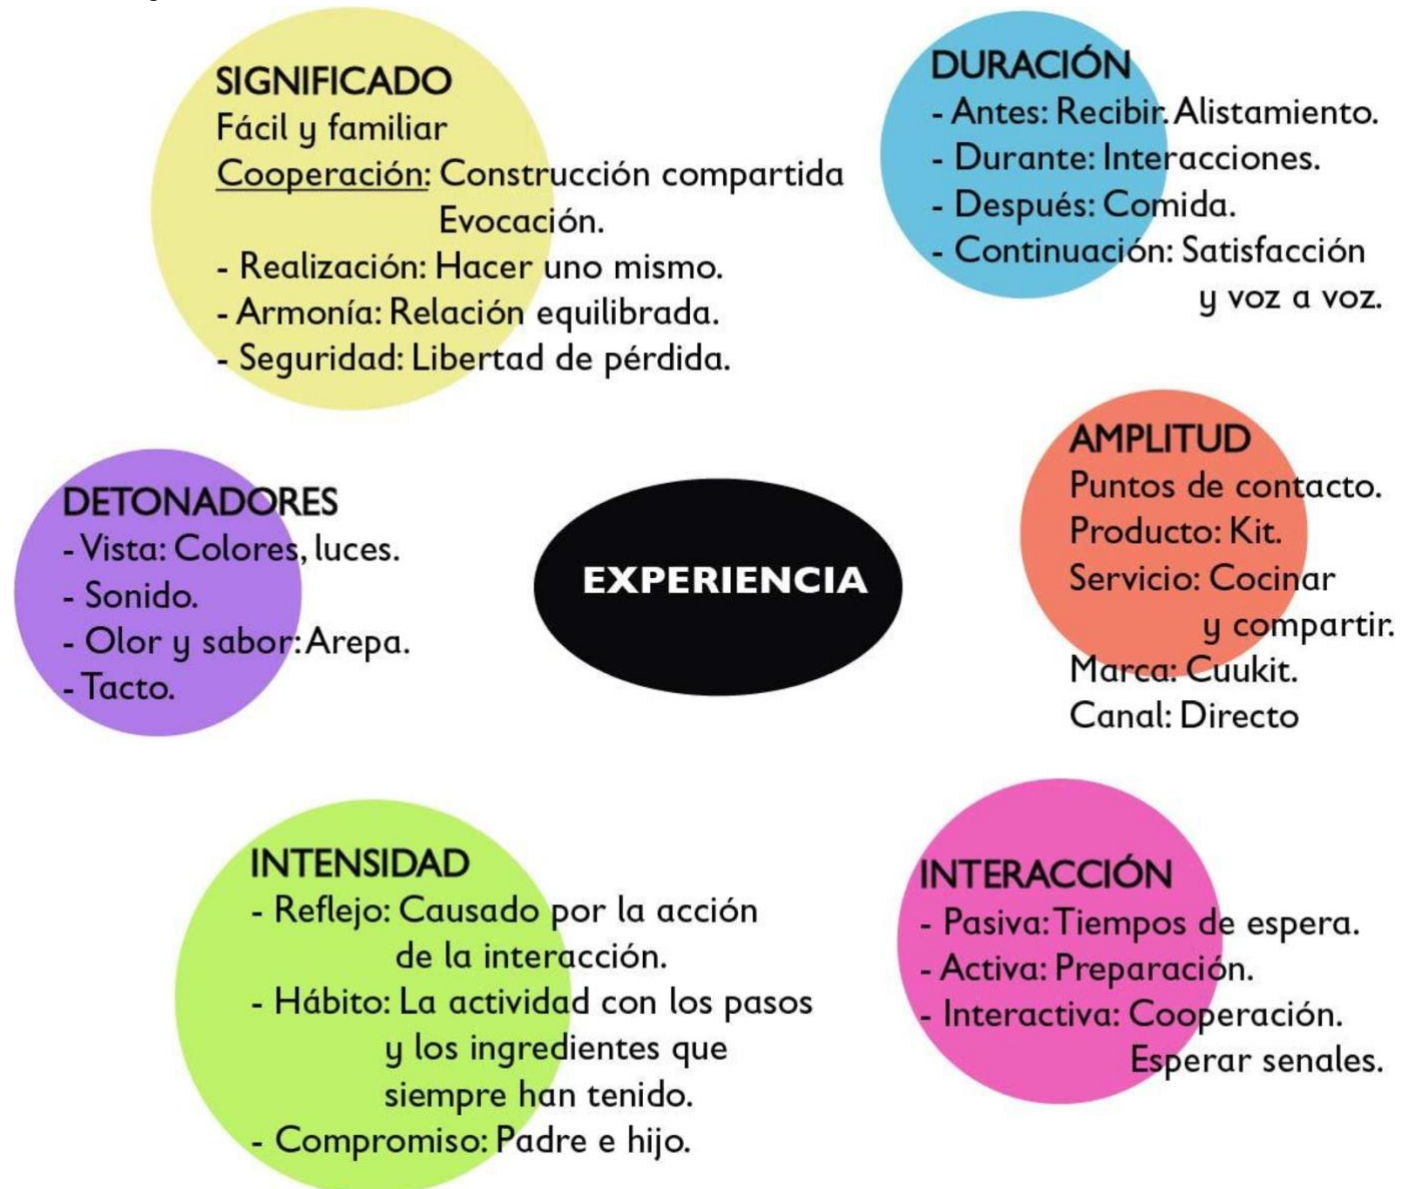 SIGNIFICADO
Fácil y familiar
Cooperación: Construcción compartida
Evocación.
- Realización: Hacer uno mismo.
- Armonía: Relación equilibrada.
- Seguridad: Libertad de pérdida.
DURACIÓN
- Antes: Recibir. Alistamiento.
- Durante: Interacciones.
- Después: Comida.
- Continuación: Satisfacción
y voz a voz.
DETONADORES
- Vista: Colores, luces.
- Sonido.
- Olor y sabor: Arepa.
- Tacto.
EXPERIENCIA
AMPLITUD
Puntos de contacto.
Producto: Kit.
Servicio: Cocinar
y compartir.
Marca: Cuukit.
Canal: Directo
INTENSIDAD
- Reflejo: Causado por la acción
de la interacción.
- Hábito: La actividad con los pasos
y los ingredientes que
siempre han tenido.
- Compromiso: Padre e hijo.
INTERACCIÓN
- Pasiva: Tiempos de espera.
- Activa: Preparación.
- Interactiva: Cooperación.
Esperar senales.